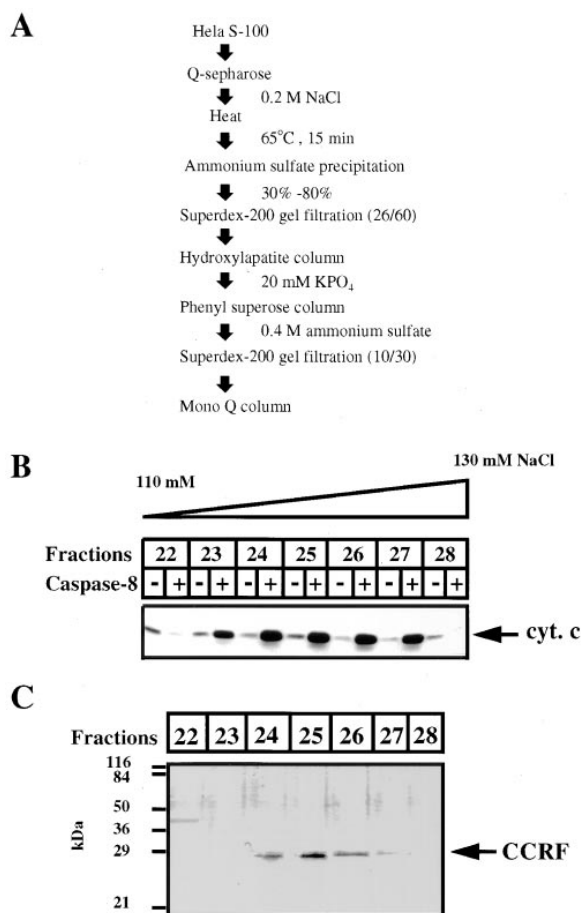 A
Hela S-100
Q-sepharose
0.2 M NaCl
Heat
65°C , 15 min
Ammonium sulfate precipitation
30% -80%
Superdex-200 gel filtration (26/60)
Hydroxylapatite column
20 mM KPO₄
Phenyl superose column
0.4 M ammonium sulfate
Superdex-200 gel filtration (10/30)
Mono Q column
B
110 mM
130 mM NaCl
Fractions 22 23 24 25 26 27 28
Caspase-8 - + - + - + - + - + - + - +
cyt. c
C
Fractions 22 23 24 25 26 27 28
kDa
116
84
50
36
29
21
CCRF